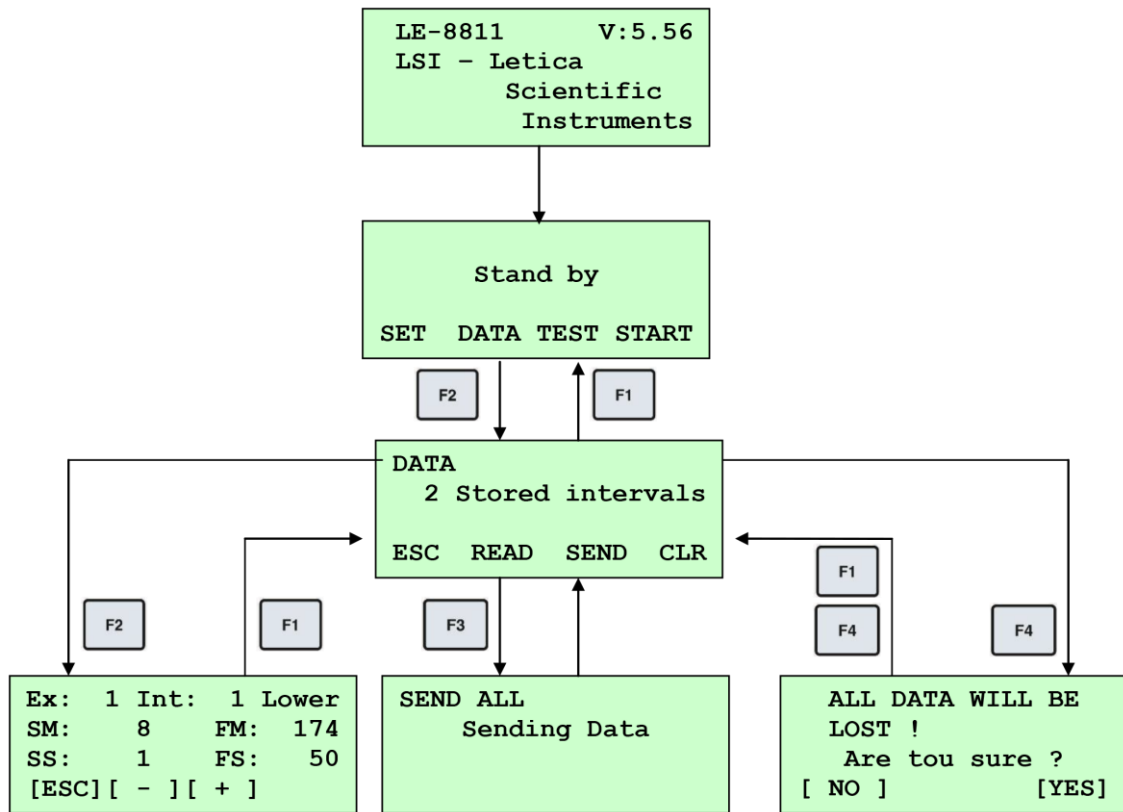 LE-8811 V:5.56
LSI – Letica
Scientific
Instruments
Stand by
SET DATA TEST START
F2
F1
DATA
2 Stored intervals
ESC READ SEND CLR
F2
F1
F3
F1
F4
F4
Ex: 1 Int: 1 Lower
SM: 8 FM: 174
SS: 1 FS: 50
[ESC][ - ][ + ]
SEND ALL
Sending Data
ALL DATA WILL BE
LOST !
Are tou sure ?
[ NO ] [YES]